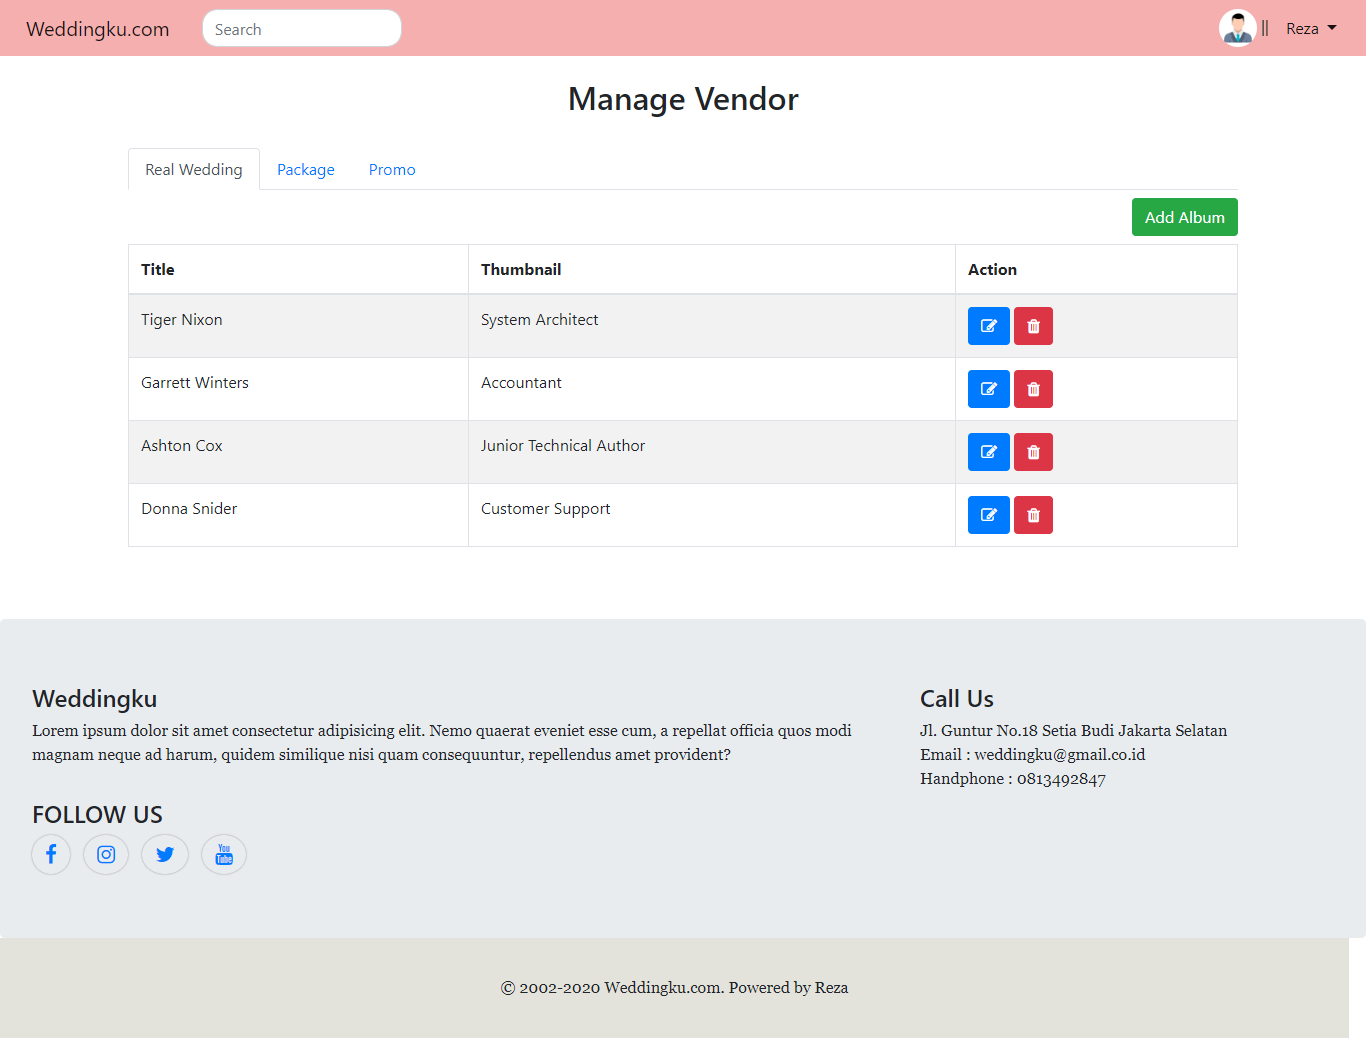 Weddingku.com
Search
|| Reza
Manage Vendor
Real Wedding Package Promo
Add Album
Title Thumbnail Action
Tiger Nixon System Architect
Garrett Winters Accountant
Ashton Cox Junior Technical Author
Donna Snider Customer Support
Weddingku
Lorem ipsum dolor sit amet consectetur adipisicing elit. Nemo quaerat eveniet esse cum, a repellat officia quos modi
magnam neque ad harum, quidem similique nisi quam consequuntur, repellendus amet provident?
FOLLOW US
You
Tube
Call Us
Jl. Guntur No.18 Setia Budi Jakarta Selatan
Email : weddingku@gmail.co.id
Handphone : 0813492847
© 2002-2020 Weddingku.com. Powered by Reza